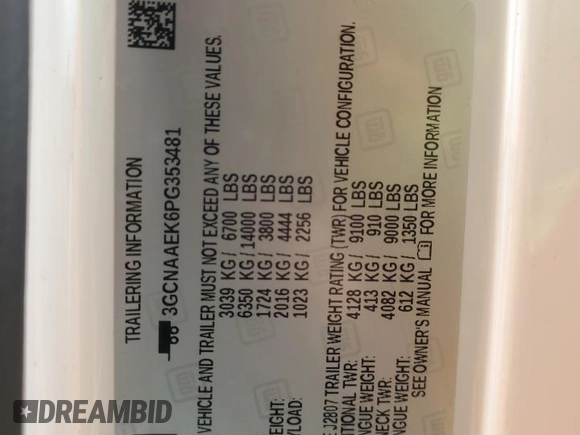 TRAILERING INFORMATION
3GCNAAEK6PG353481
VEHICLE AND TRAILER MUST NOT EXCEED ANY OF THESE VALUES.
3039 KG/ 6700 LBS
6350 KG/ 14000 LBS
1724 KG/ 3800 LBS
EIGHT: 2016 KG/ 4444 LBS
YLOAD: 1023 KG/ 2256 LBS
E J2807 TRAILER WEIGHT RATING (TWR) FOR VEHICLE CONFIGURATION.
TIONAL TWR: 4128 KG/ 9100 LBS
NGUE WEIGHT: 413 KG/ 910 LBS
NECK TWR: 4082 KG/ 9000 LBS
NGUE WEIGHT: 612 KG/ 1350 LBS
SEE OWNER'S MANUAL FOR MORE INFORMATION
DREAMBID